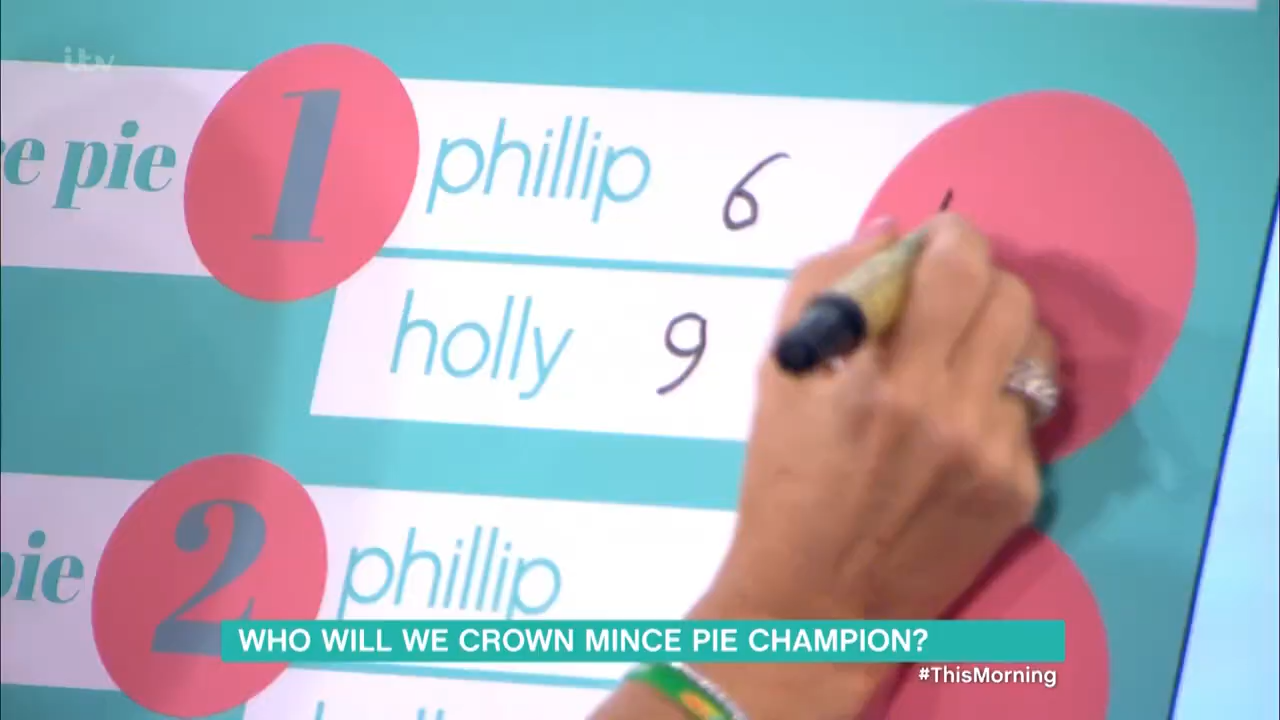 itv
e pie 1 phillip 6
holly 9
pie 2 phillip
WHO WILL WE CROWN MINCE PIE CHAMPION?
#ThisMorning